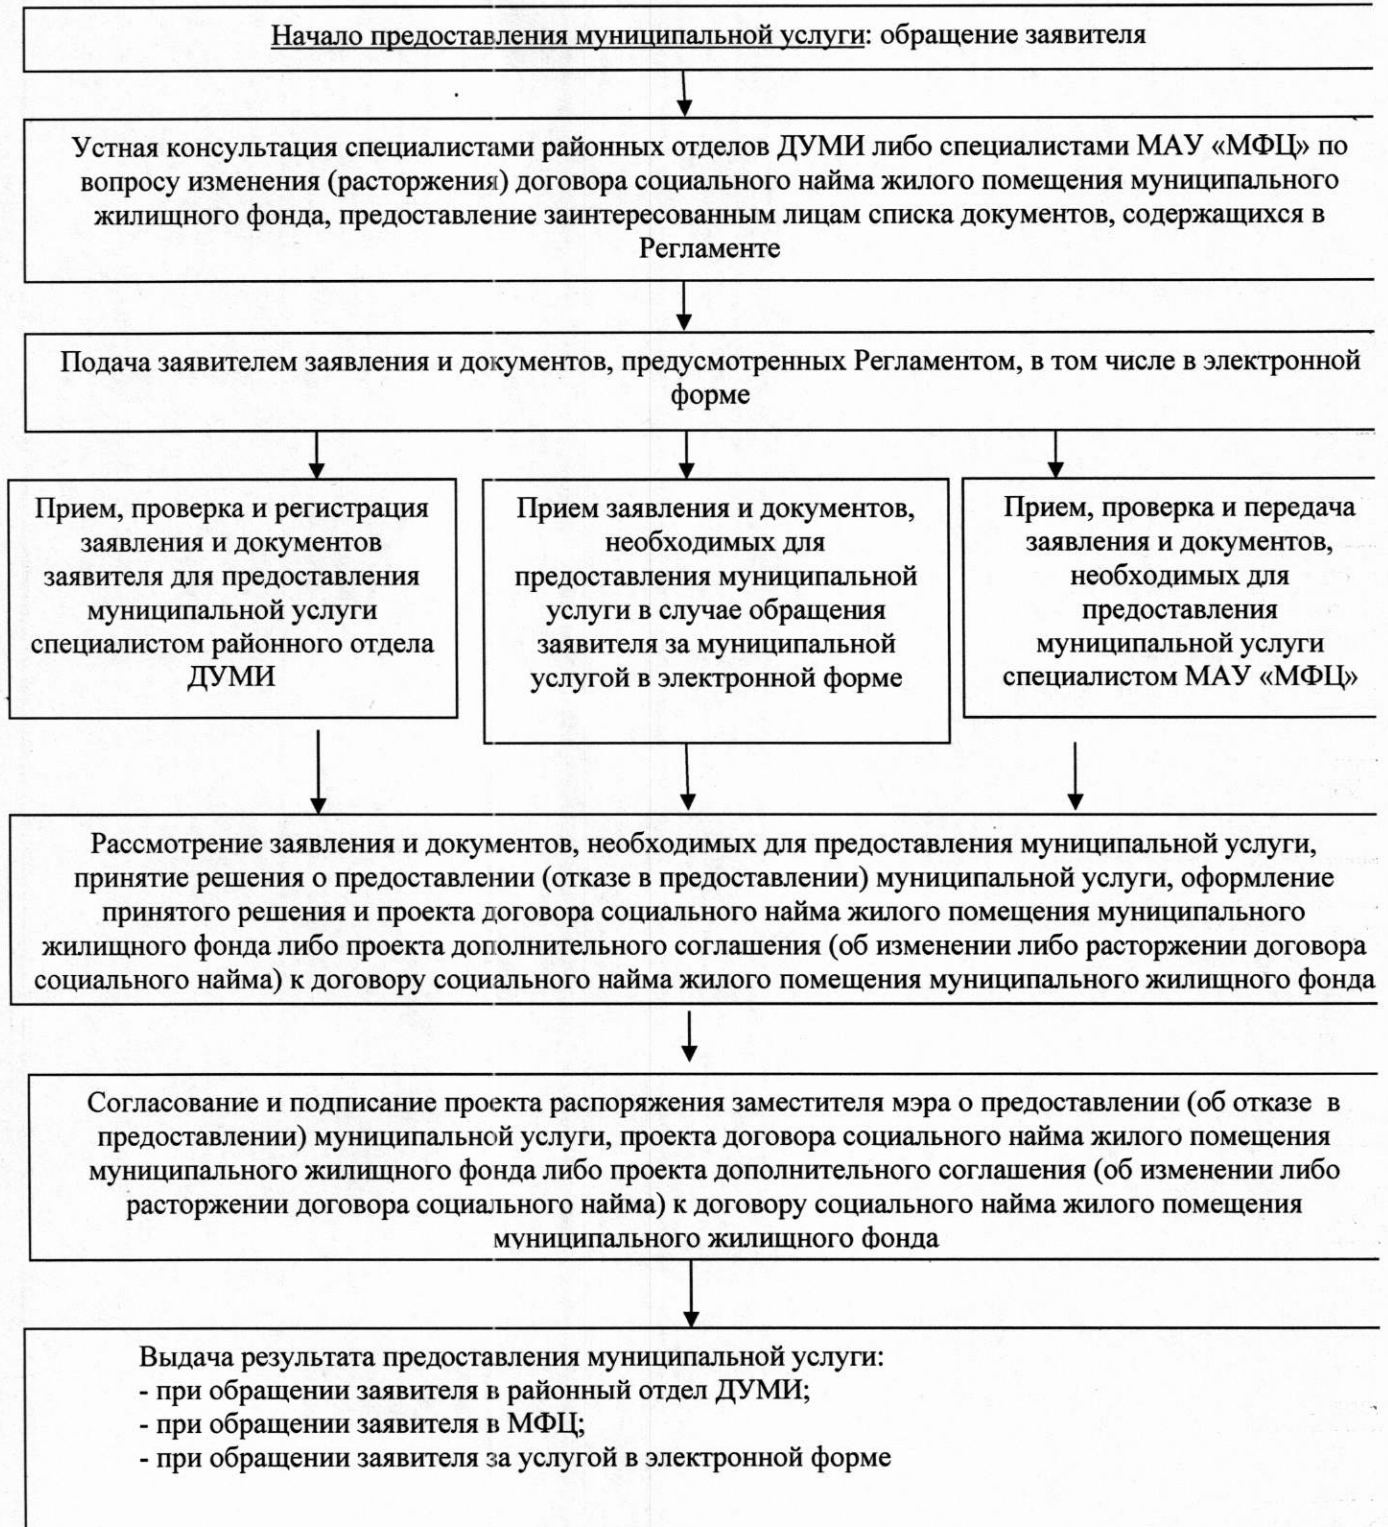 Начало предоставления муниципальной услуги: обращение заявителя
Устная консультация специалистами районных отделов ДУМИ либо специалистами МАУ «МФЦ» по
вопросу изменения (расторжения) договора социального найма жилого помещения муниципального
жилищного фонда, предоставление заинтересованным лицам списка документов, содержащихся в
Регламенте
Подача заявителем заявления и документов, предусмотренных Регламентом, в том числе в электронной
форме
Прием, проверка и регистрация
заявления и документов
заявителя для предоставления
муниципальной услуги
специалистом районного отдела
ДУМИ
Прием заявления и документов,
необходимых для
предоставления муниципальной
услуги в случае обращения
заявителя за муниципальной
услугой в электронной форме
Прием, проверка и передача
заявления и документов,
необходимых для
предоставления
муниципальной услуги
специалистом МАУ «МФЦ»
Рассмотрение заявления и документов, необходимых для предоставления муниципальной услуги,
принятие решения о предоставлении (отказе в предоставлении) муниципальной услуги, оформление
принятого решения и проекта договора социального найма жилого помещения муниципального
жилищного фонда либо проекта дополнительного соглашения (об изменении либо расторжении договора
социального найма) к договору социального найма жилого помещения муниципального жилищного фонда
Согласование и подписание проекта распоряжения заместителя мэра о предоставлении (об отказе в
предоставлении) муниципальной услуги, проекта договора социального найма жилого помещения
муниципального жилищного фонда либо проекта дополнительного соглашения (об изменении либо
расторжении договора социального найма) к договору социального найма жилого помещения
муниципального жилищного фонда
Выдача результата предоставления муниципальной услуги:
- при обращении заявителя в районный отдел ДУМИ;
- при обращении заявителя в МФЦ;
- при обращении заявителя за услугой в электронной форме